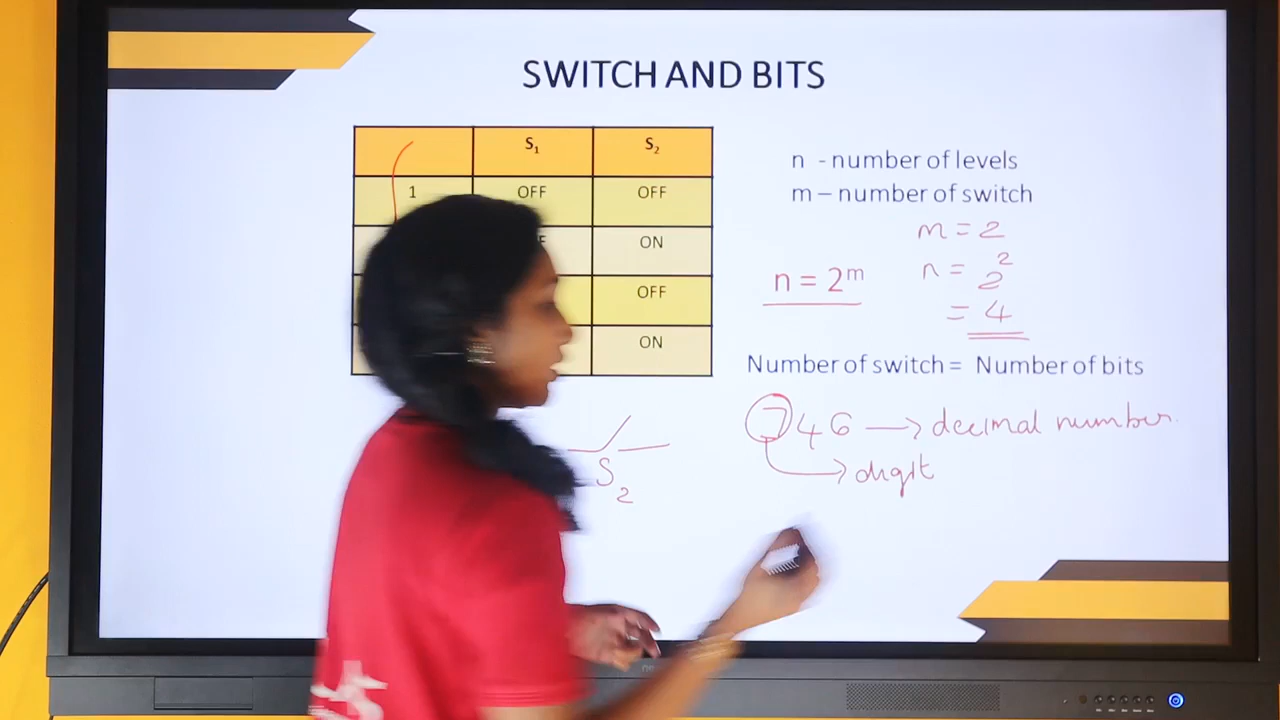 SWITCH AND BITS
S1 S2
1 OFF OFF
ON
OFF
ON
n - number of levels
m – number of switch
m = 2
n = 2^2
n = 2^m
= 4
Number of switch = Number of bits
746 → decimal number
→ digit
S2